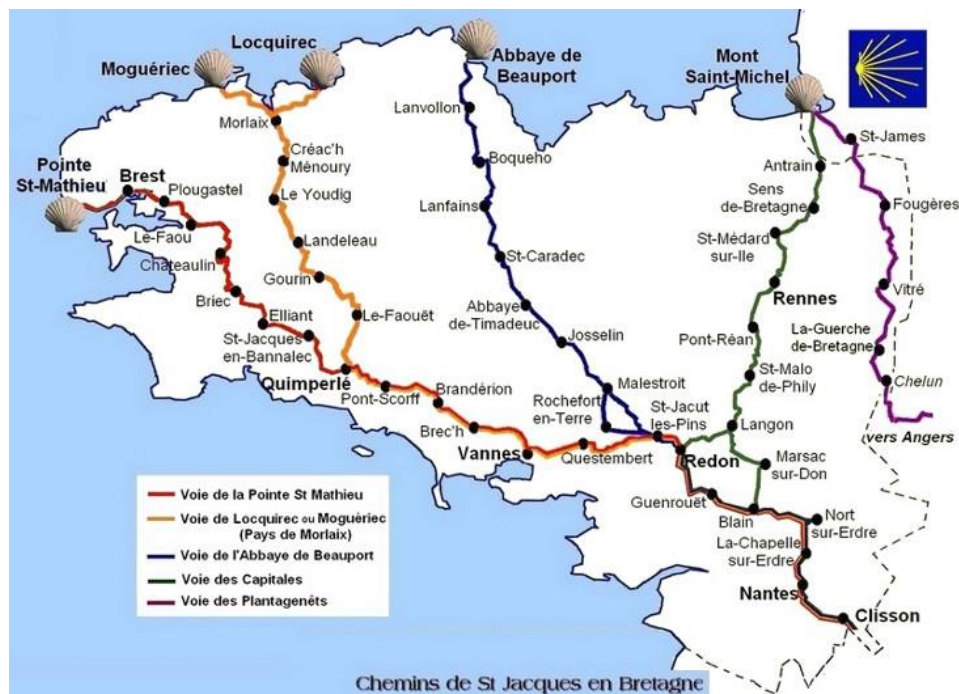 Locquirec
Moguériec
Abbaye de
Beauport
Mont
Saint-Michel
Lanvollon
Morlaix
St-James
Créac'h
Ménoury
Boqueho
Antrain
Pointe
St-Mathieu
Brest
Plougastel
Le Youdig
Lanfains
Sens
de-Bretagne
Fougères
Le-Faou
Landeleau
St-Médard
sur-Ile
Chateaulin
St-Caradec
Gourin
Briec
Rennes
Vitré
Elliant
Le-Faouët
Abbaye
de-Timadeuc
Josselin
Pont-Réan
La-Guerche
de-Bretagne
St-Jacques
en-Bannalec
Quimperlé
Pont-Scorff
Brandérion
Malestroit
St-Malo
de-Phily
Chelun
Rochefort
en-Terre
St-Jacut
les-Pins
Langon
vers Angers
Brec'h
Vannes
Questembert
Redon
Marsac
sur-Don
Guenrouët
Blain
Nort
sur-Erdre
La-Chapelle
sur-Erdre
Nantes
Clisson
Voie de la Pointe St Mathieu
Voie de Locquirec ou Moguèriec
(Pays de Morlaix)
Voie de l'Abbaye de Beauport
Voie des Capitales
Voie des Plantagenêts
Chemins de St Jacques en Bretagne